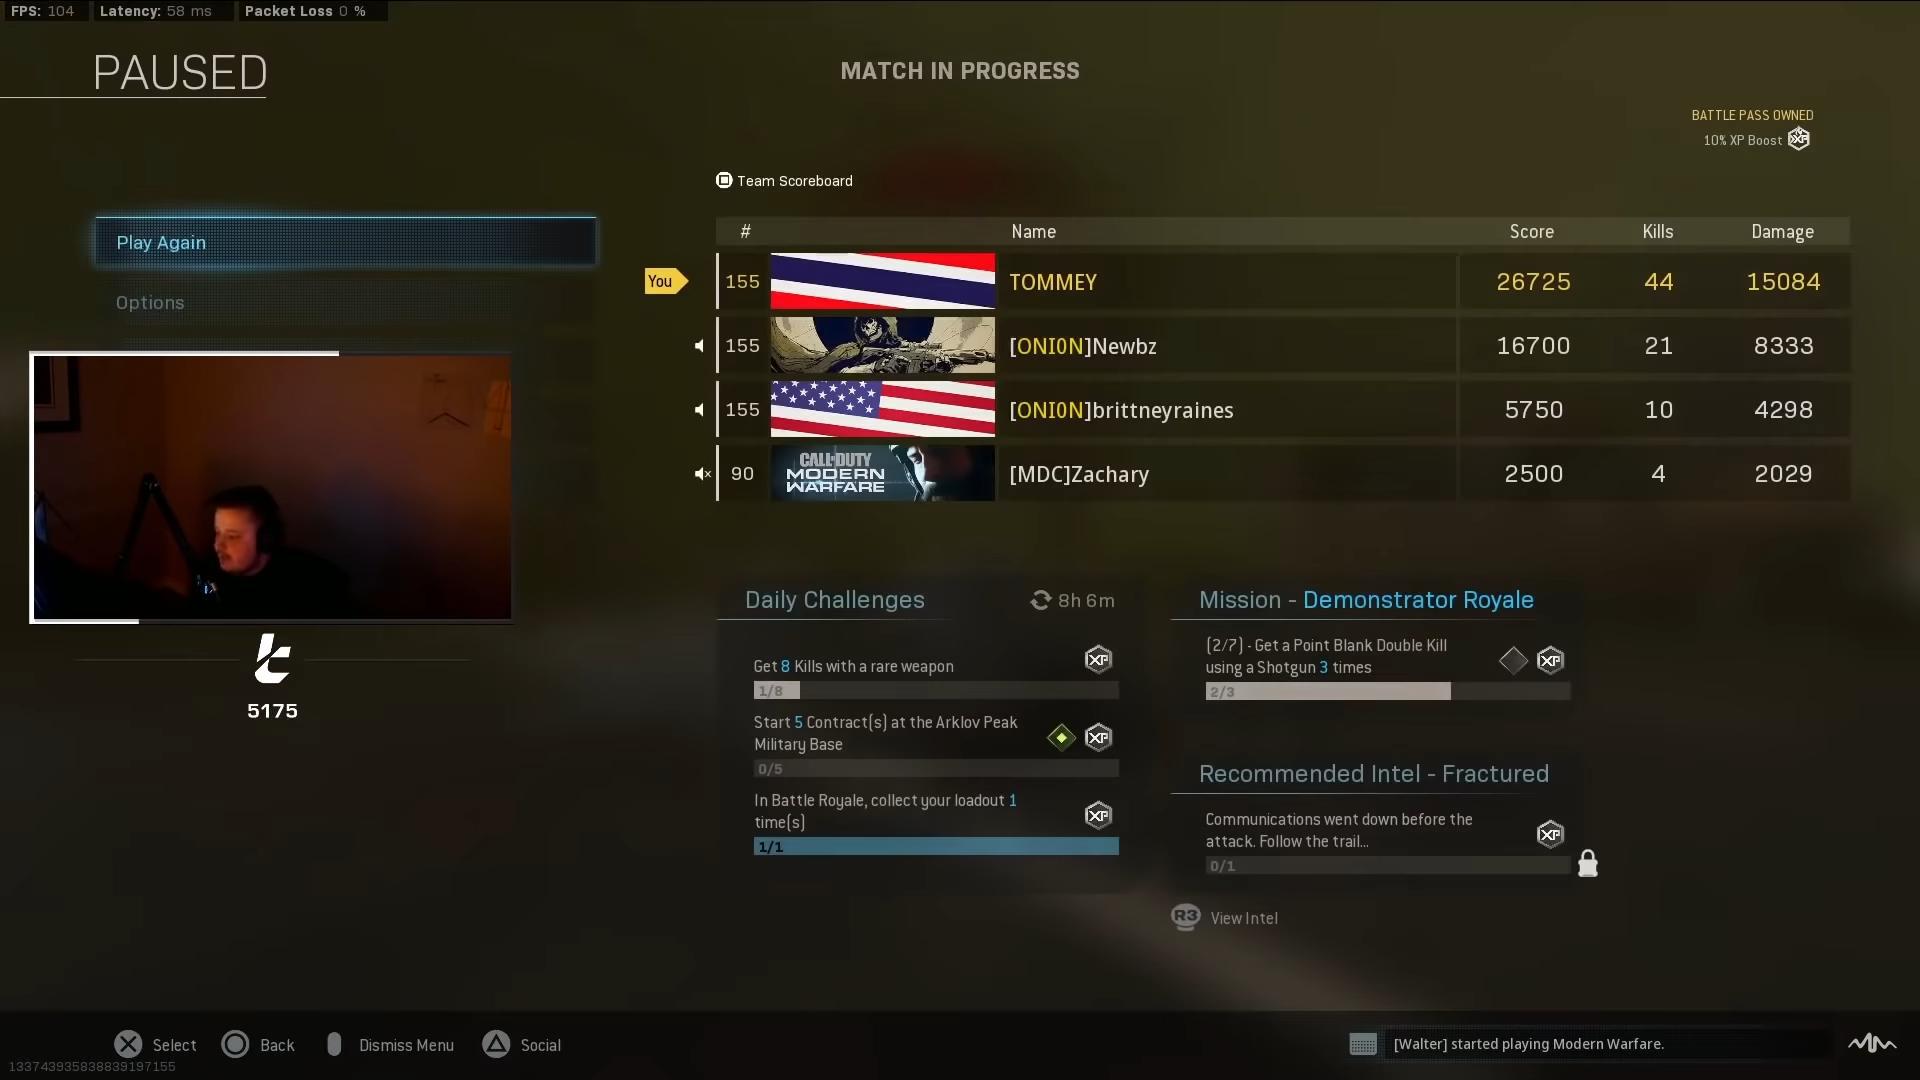 FPS: 104 Latency: 58 ms Packet Loss 0 %
PAUSED
MATCH IN PROGRESS
BATTLE PASS OWNED
10% XP Boost XP
Team Scoreboard
Play Again
Options
# Name Score Kills Damage
You 155 TOMMEY 26725 44 15084
155 [ONI0N]Newbz 16700 21 8333
155 [ONI0N]brittneyraines 5750 10 4298
90 CALL OF DUTY MODERN WARFARE [MDC]Zachary 2500 4 2029
5175
Daily Challenges 8h 6m
Get 8 Kills with a rare weapon XP
1/8
Start 5 Contract(s) at the Arklov Peak
Military Base XP
0/5
In Battle Royale, collect your loadout 1
time(s) XP
1/1
Mission - Demonstrator Royale
(2/7) - Get a Point Blank Double Kill
using a Shotgun 3 times XP
2/3
Recommended Intel - Fractured
Communications went down before the
attack. Follow the trail... XP
0/1
R3 View Intel
Select Back Dismiss Menu Social
[Walter] started playing Modern Warfare.
133743935838839197155